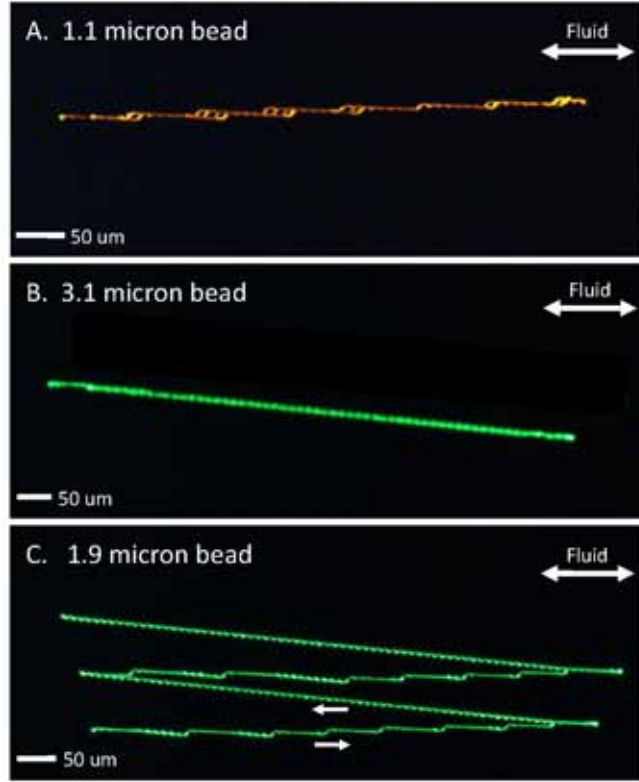 A. 1.1 micron bead
Fluid
50 um
B. 3.1 micron bead
Fluid
50 um
C. 1.9 micron bead
Fluid
50 um